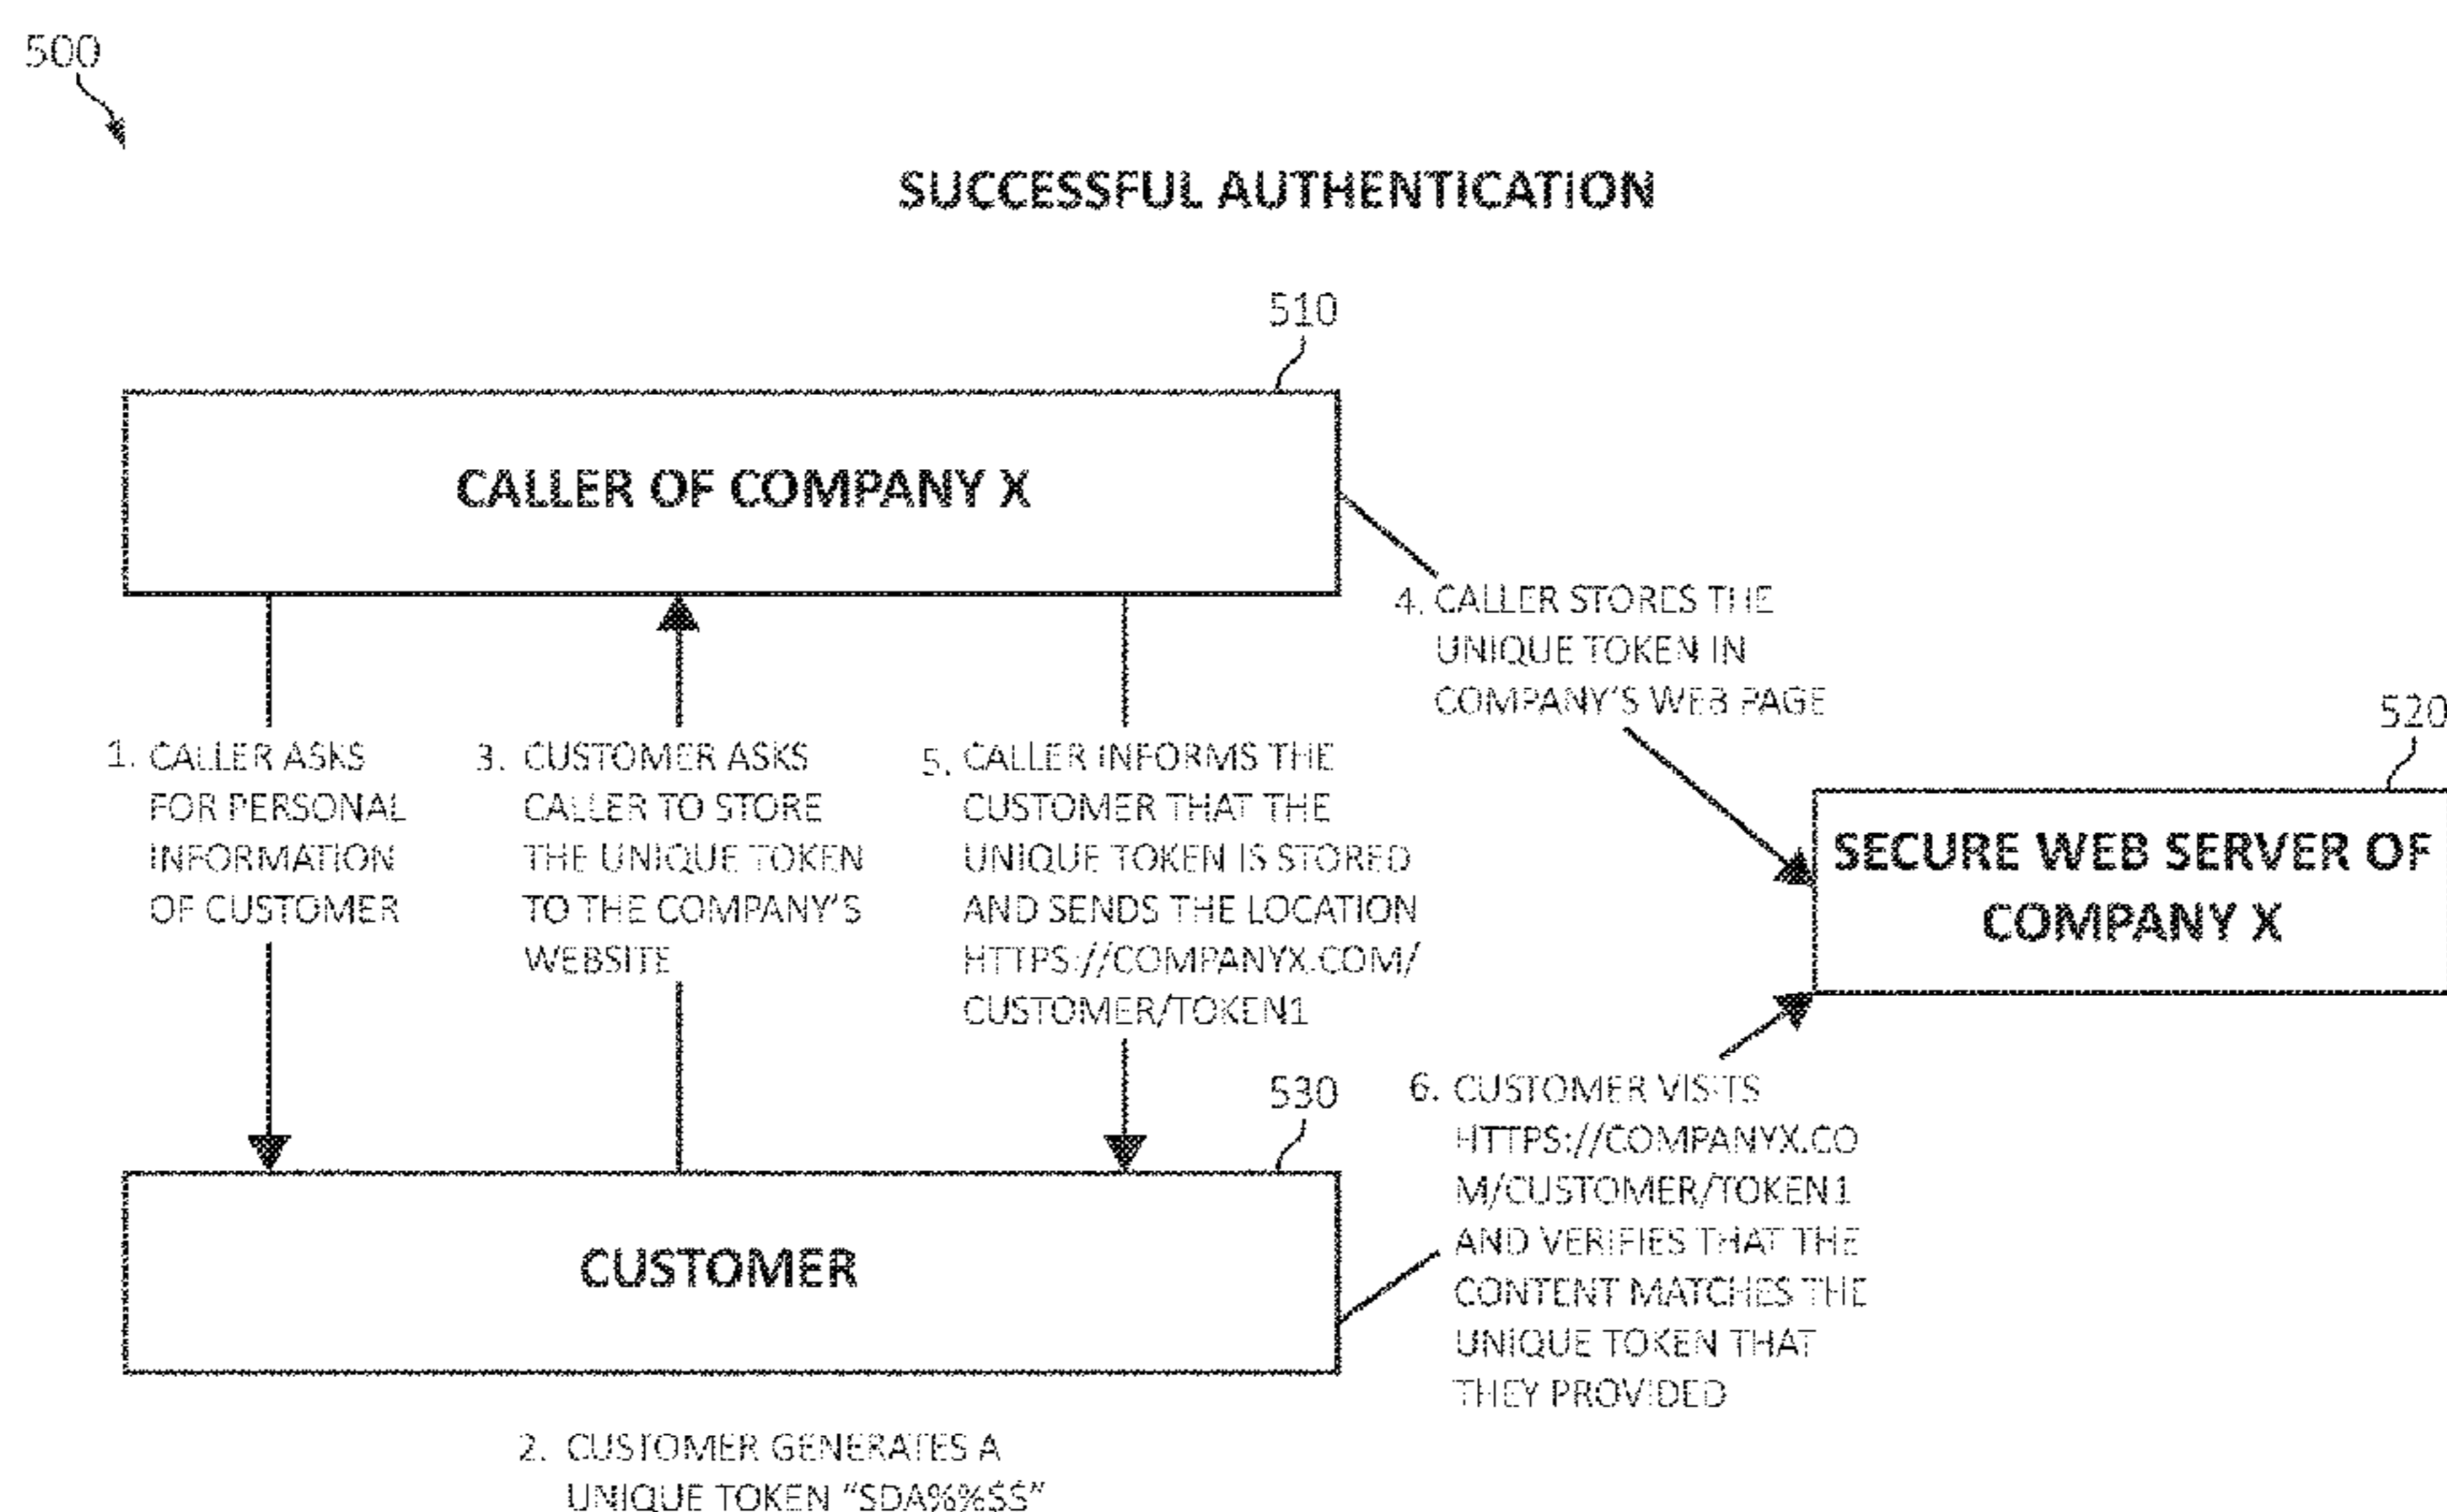 500
SUCCESSFUL AUTHENTICATION
510
CALLER OF COMPANY X
4. CALLER STORES THE
UNIQUE TOKEN IN
COMPANY'S WEB PAGE
520
SECURE WEB SERVER OF
COMPANY X
1. CALLER ASKS
FOR PERSONAL
INFORMATION
OF CUSTOMER
3. CUSTOMER ASKS
CALLER TO STORE
THE UNIQUE TOKEN
TO THE COMPANY'S
WEBSITE
5. CALLER INFORMS THE
CUSTOMER THAT THE
UNIQUE TOKEN IS STORED
AND SENDS THE LOCATION
HTTPS://COMPANYX.COM/
CUSTOMER/TOKEN1
530
CUSTOMER
6. CUSTOMER VISITS
HTTPS://COMPANYX.CO
M/CUSTOMER/TOKEN1
AND VERIFIES THAT THE
CONTENT MATCHES THE
UNIQUE TOKEN THAT
THEY PROVIDED
2. CUSTOMER GENERATES A
UNIQUE TOKEN